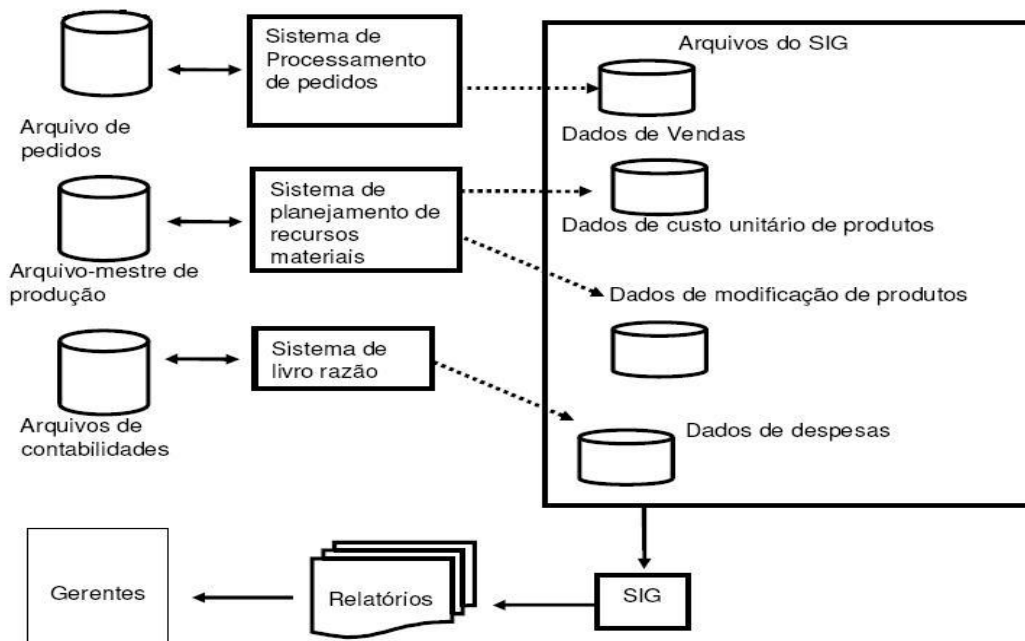 Sistema de
Processamento
de pedidos
Arquivo de
pedidos
Sistema de
planejamento de
recursos
materiais
Arquivo-mestre de
produção
Sistema de
livro razão
Arquivos de
contabilidades
Arquivos do SIG
Dados de Vendas
Dados de custo unitário de produtos
Dados de modificação de produtos
Dados de despesas
SIG
Relatórios
Gerentes